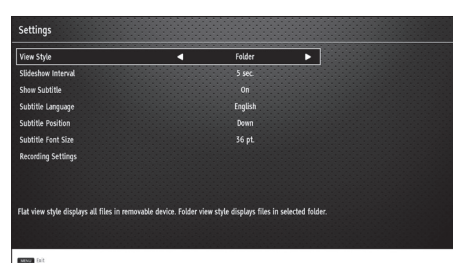 Settings
View Style ◀ Folder ▶
Slideshow Interval 5 sec.
Show Subtitle On
Subtitle Language English
Subtitle Position Down
Subtitle Font Size 36 pt.
Recording Settings
Flat view style displays all files in removable device. Folder view style displays files in selected folder.
MENU Exit